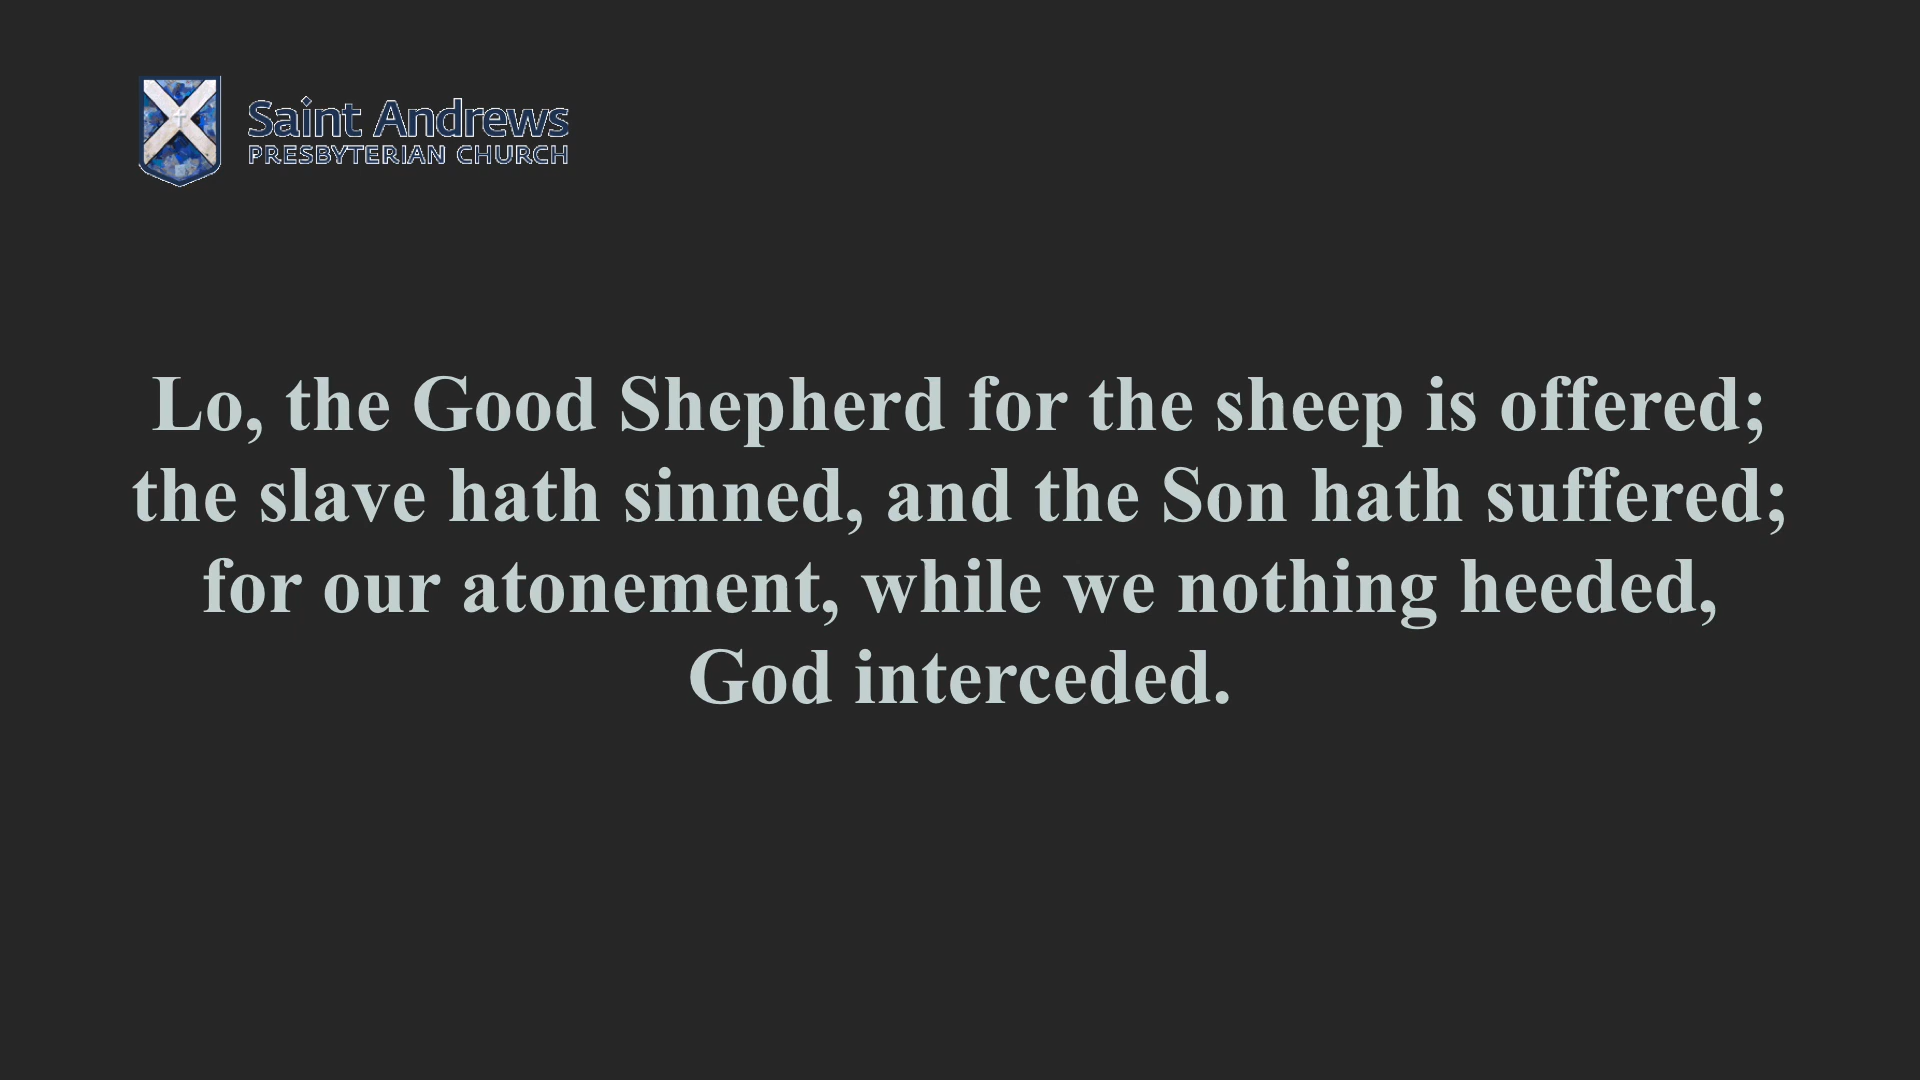 Saint Andrews
PRESBYTERIAN CHURCH
Lo, the Good Shepherd for the sheep is offered;
the slave hath sinned, and the Son hath suffered;
for our atonement, while we nothing heeded,
God interceded.